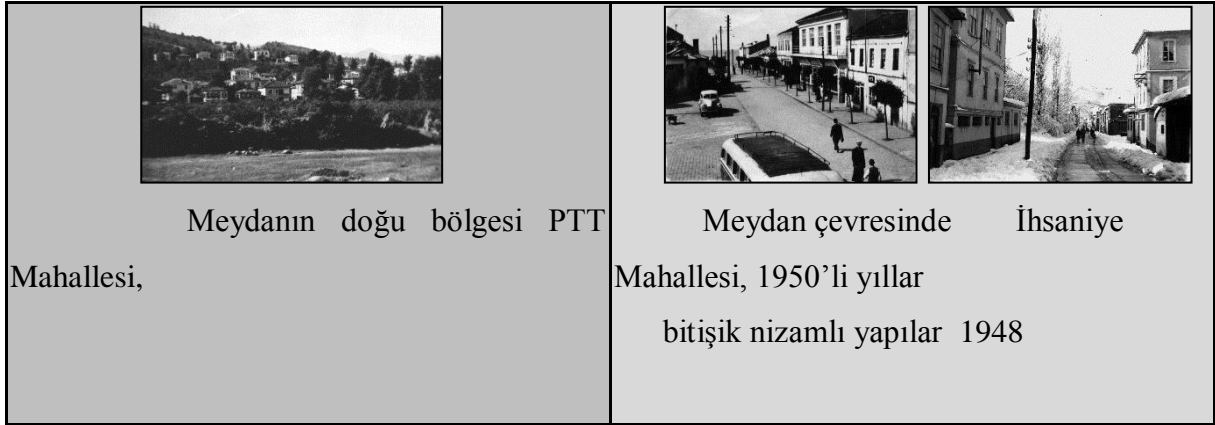 Meydanın doğu bölgesi PTT
Mahallesi,
Meydan çevresinde İhsaniye
Mahallesi, 1950’li yıllar
bitişik nizamlı yapılar 1948